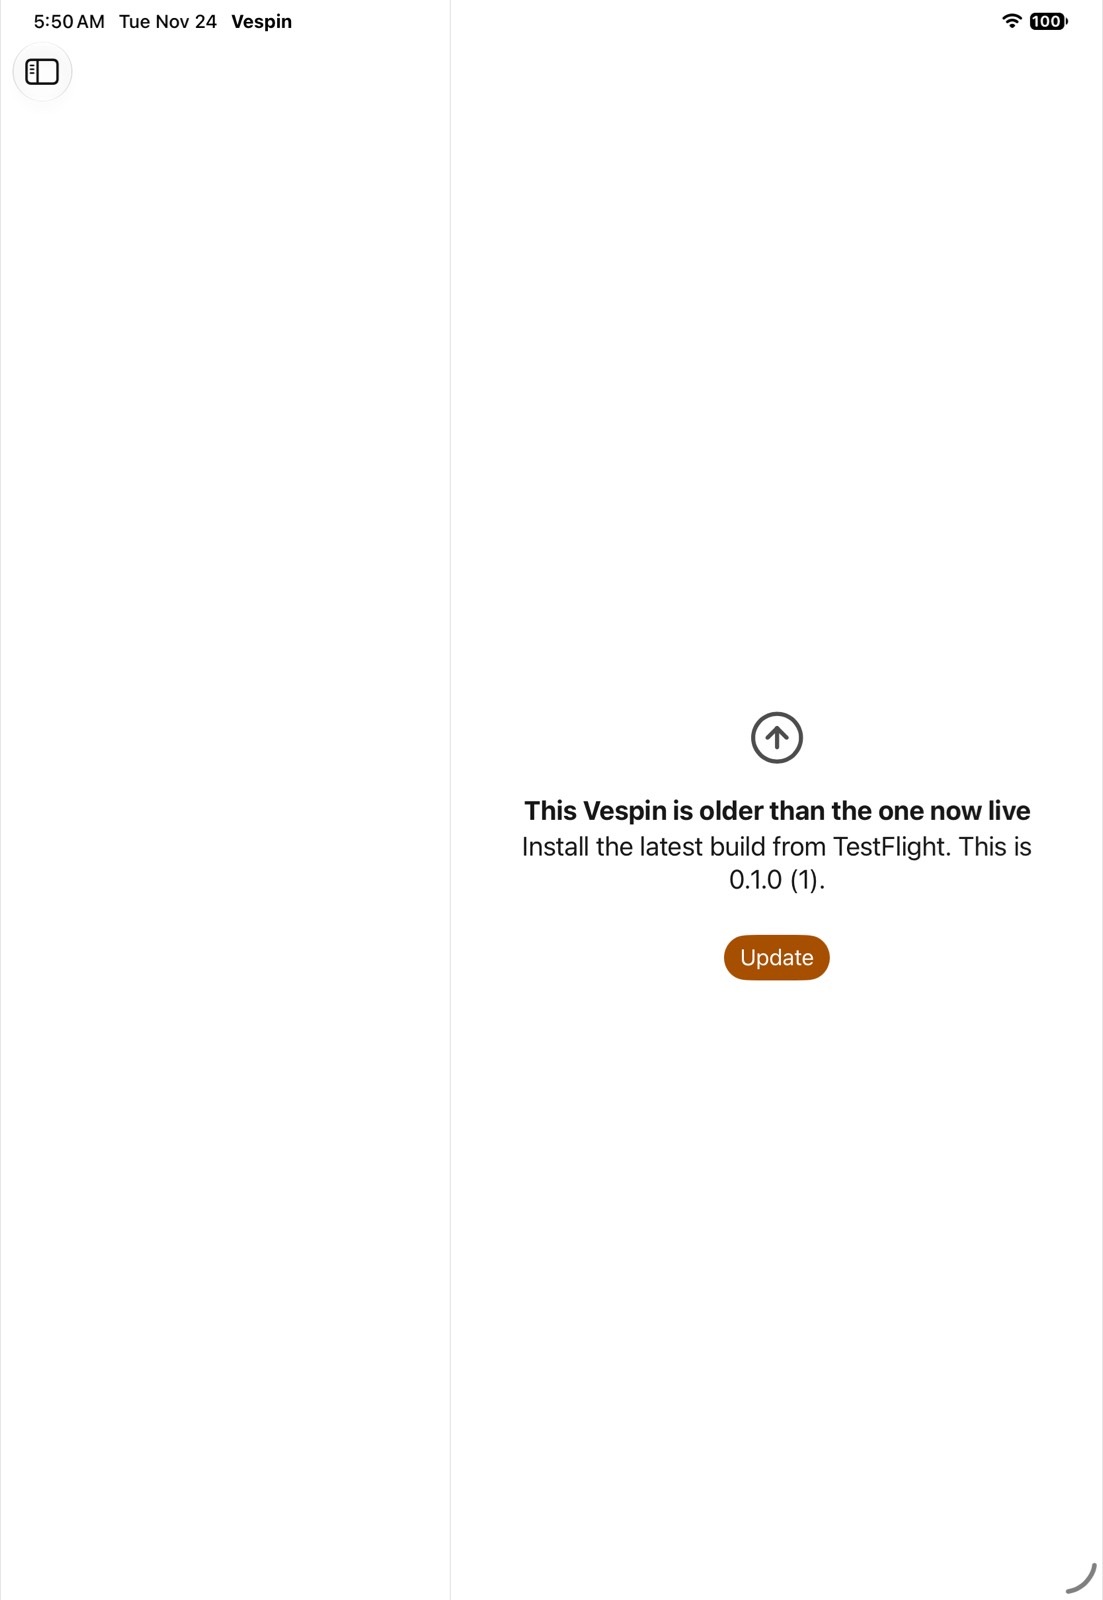 5:50 AM Tue Nov 24 Vespin
100
This Vespin is older than the one now live
Install the latest build from TestFlight. This is
0.1.0 (1).
Update